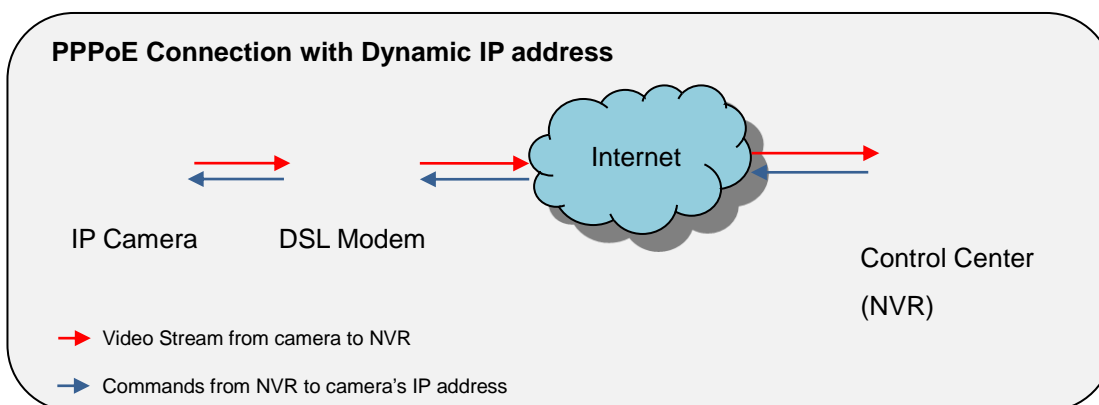 PPPoE Connection with Dynamic IP address
Internet
IP Camera
DSL Modem
Control Center
(NVR)
Video Stream from camera to NVR
Commands from NVR to camera’s IP address